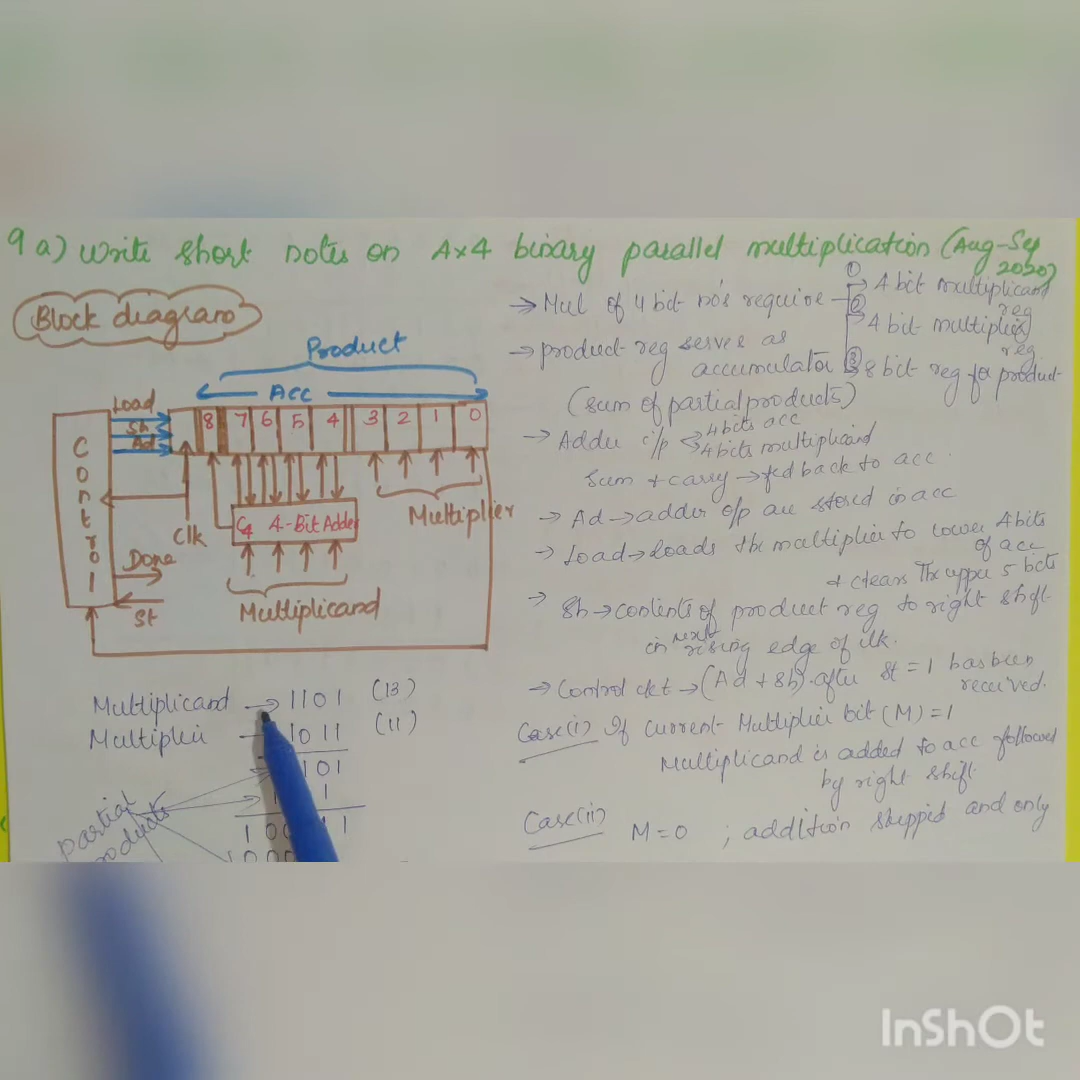 9 a) Write short notes on 4x4 binary parallel multiplication (Aug-Sep 2020)
Block diagram
Product
Acc
Load
Sh
Ad
8 7 6 5 4 3 2 1 0
Control
Clk
C4 4-Bit Adder
Multiplier
Done
St
Multiplicand
Multiplicand → 1101 (13)
Multiplier → 1011 (11)
partial
products
→ Mul of 4 bit no's require
① 4 bit multiplicand reg
② 4 bit multiplier reg
③ 8 bit reg for product
→ product reg serves as
accumulator
(sum of partial products)
→ Adder i/p
4 bits acc
4 bits multiplicand
sum + carry → fed back to acc.
→ Ad → adder o/p are stored in acc
→ Load → loads the multiplier to lower 4 bits
of acc
+ clears the upper 5 bits
→ Sh → contents of product reg to right shift
in next rising edge of clk.
→ Control ckt → (Ad + Sh) after St = 1 has been
received.
Case(i) If current Multiplier bit (M) = 1
Multiplicand is added to acc followed
by right shift.
Case(ii) M=0 ; addition skipped and only
InShOt